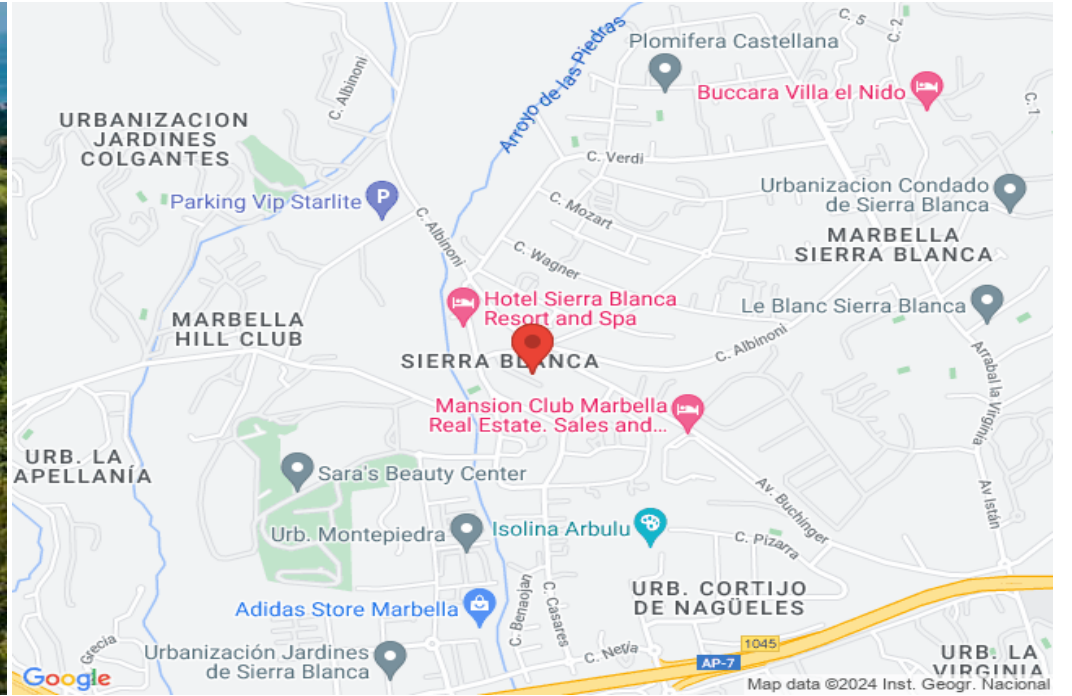 C. 5
C. 2
Plomifera Castellana
Arroyo de las Piedras
C. Albinoni
Buccara Villa el Nido
C. 1
URBANIZACION
JARDINES
COLGANTES
C. Verdi
Parking Vip Starlite
P
C. Mozart
Urbanizacion Condado
de Sierra Blanca
C. Albinoni
C. Wagner
MARBELLA
SIERRA BLANCA
Hotel Sierra Blanca
Resort and Spa
Le Blanc Sierra Blanca
MARBELLA
HILL CLUB
C. Albinoni
SIERRA BLANCA
Arrabal la Virginia
Mansion Club Marbella
Real Estate. Sales and...
URB. LA
APELLANÍA
Sara's Beauty Center
Av. Buchinger
Av Istán
Urb. Montepiedra
Isolina Arbulu
C. Pizarra
URB. CORTIJO
DE NAGÜELES
Adidas Store Marbella
C. Benaojan
C. Casares
Grecia
Urbanización Jardines
de Sierra Blanca
C. Nerja
1045
AP-7
URB. LA
VIRGINIA
Google
Map data ©2024 Inst. Geogr. Nacional